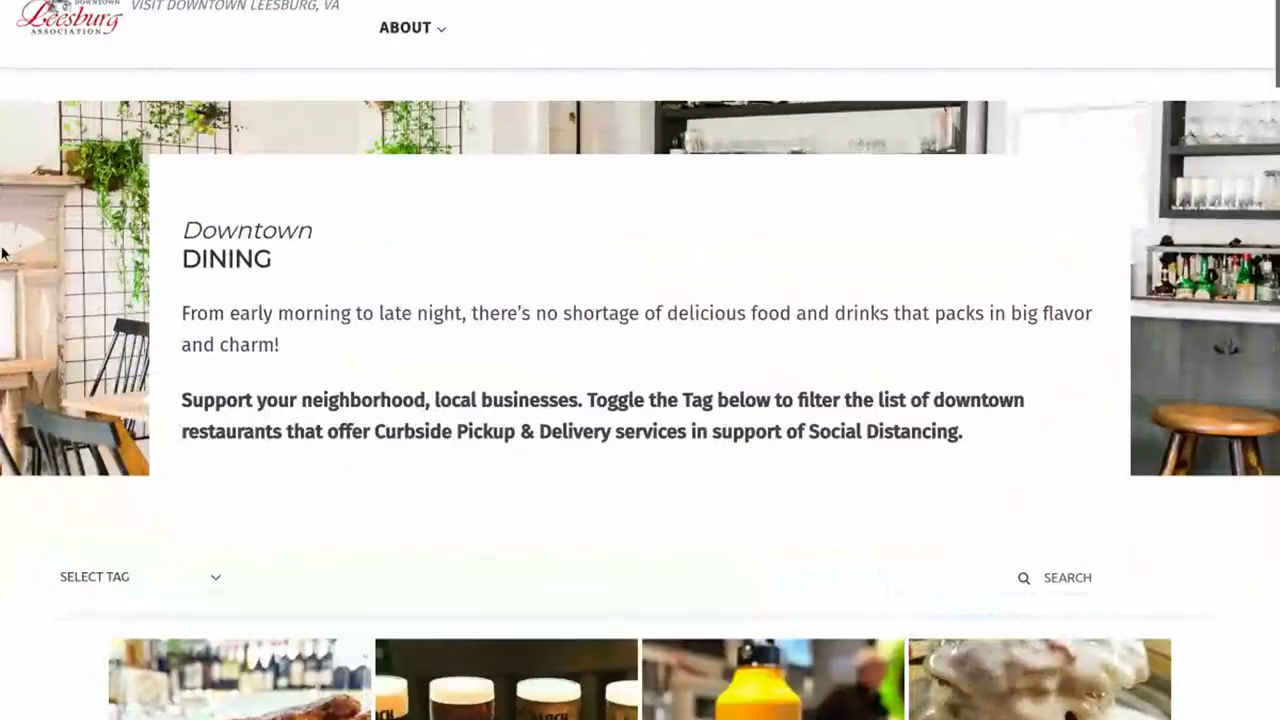 DOWNTOWN
Leesburg
ASSOCIATION
VISIT DOWNTOWN LEESBURG, VA
ABOUT
Downtown
DINING
From early morning to late night, there’s no shortage of delicious food and drinks that packs in big flavor
and charm!
Support your neighborhood, local businesses. Toggle the Tag below to filter the list of downtown
restaurants that offer Curbside Pickup & Delivery services in support of Social Distancing.
SELECT TAG
SEARCH